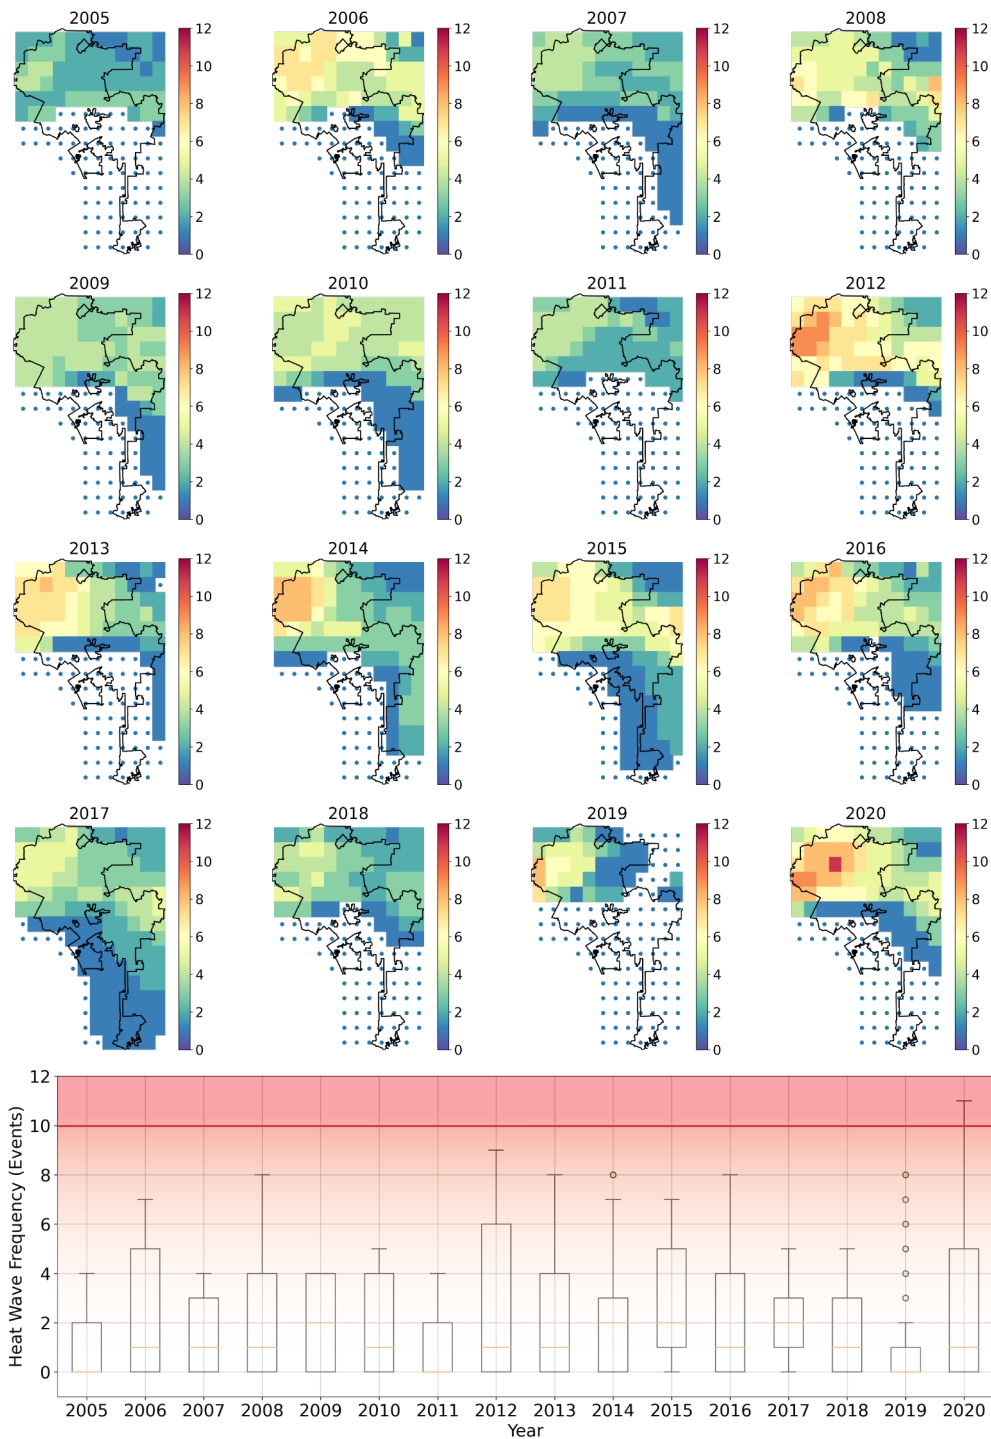 2005 2006 2007 2008
12 12 12 12
10 10 10 10
8 8 8 8
6 6 6 6
4 4 4 4
2 2 2 2
0 0 0 0
2009 2010 2011 2012
12 12 12 12
10 10 10 10
8 8 8 8
6 6 6 6
4 4 4 4
2 2 2 2
0 0 0 0
2013 2014 2015 2016
12 12 12 12
10 10 10 10
8 8 8 8
6 6 6 6
4 4 4 4
2 2 2 2
0 0 0 0
2017 2018 2019 2020
12 12 12 12
10 10 10 10
8 8 8 8
6 6 6 6
4 4 4 4
2 2 2 2
0 0 0 0
Heat Wave Frequency (Events)
12
10
8
6
4
2
0
2005 2006 2007 2008 2009 2010 2011 2012 2013 2014 2015 2016 2017 2018 2019 2020
Year